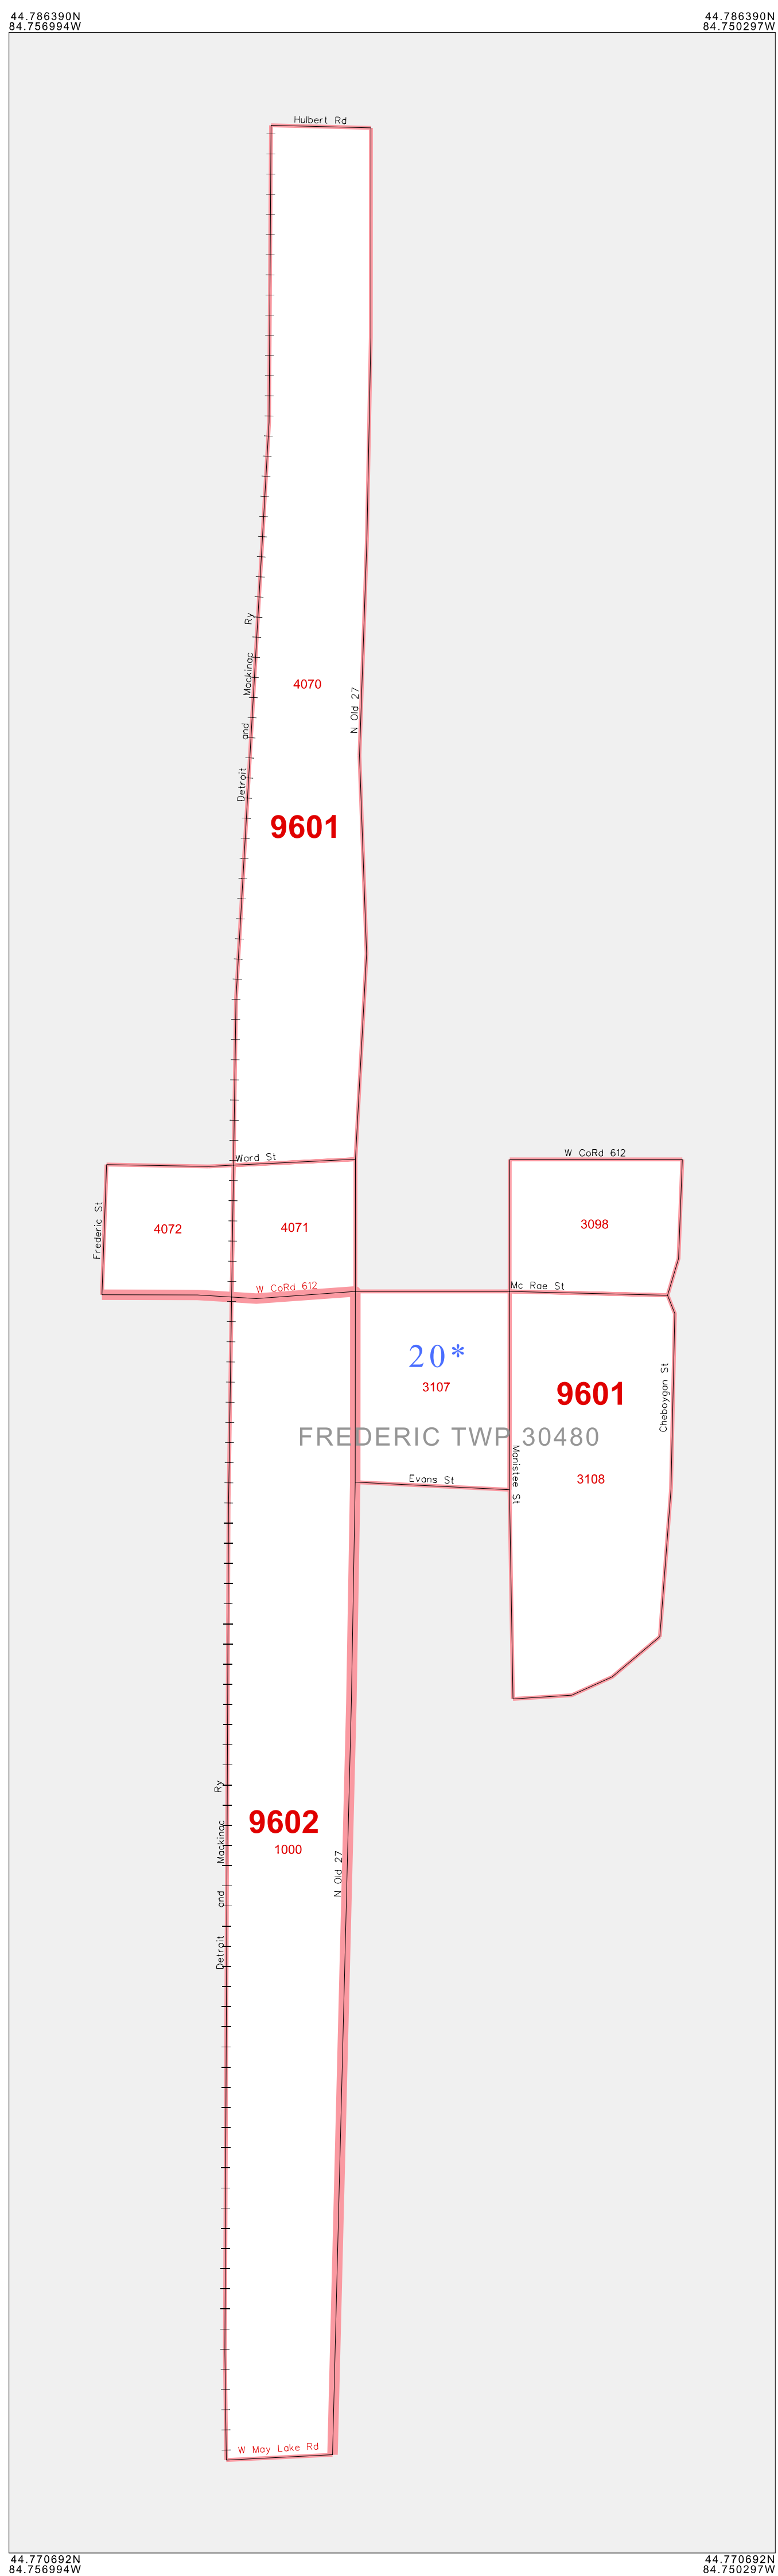 44.786390N
84.756994W
44.786390N
84.750297W
Hulbert Rd
Detroit and Mackinac Ry
4070
N Old 27
9601
Ward St
W CoRd 612
Frederic St
4072
4071
3098
W CoRd 612
Mc Rae St
20*
3107
9601
Cheboygan St
FREDERIC TWP 30480
Evans St
Manistee St
3108
Detroit and Mackinac Ry
9602
1000
N Old 27
W May Lake Rd
44.770692N
84.756994W
44.770692N
84.750297W